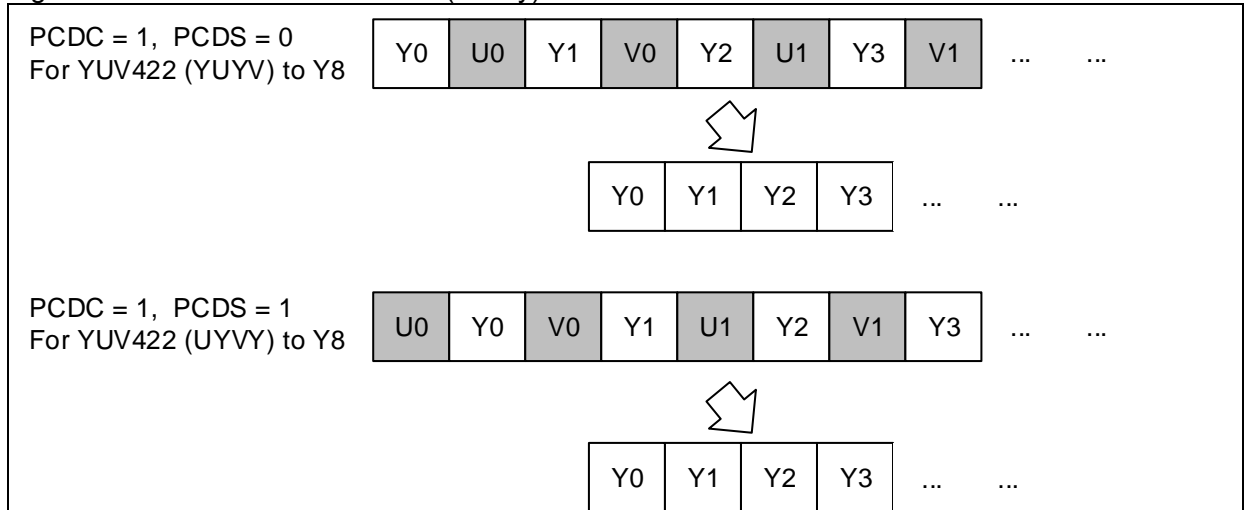 PCDC = 1, PCDS = 0
For YUV422 (YUYV) to Y8
Y0 U0 Y1 V0 Y2 U1 Y3 V1 ... ...
Y0 Y1 Y2 Y3 ... ...
PCDC = 1, PCDS = 1
For YUV422 (UYVY) to Y8
U0 Y0 V0 Y1 U1 Y2 V1 Y3 ... ...
Y0 Y1 Y2 Y3 ... ...